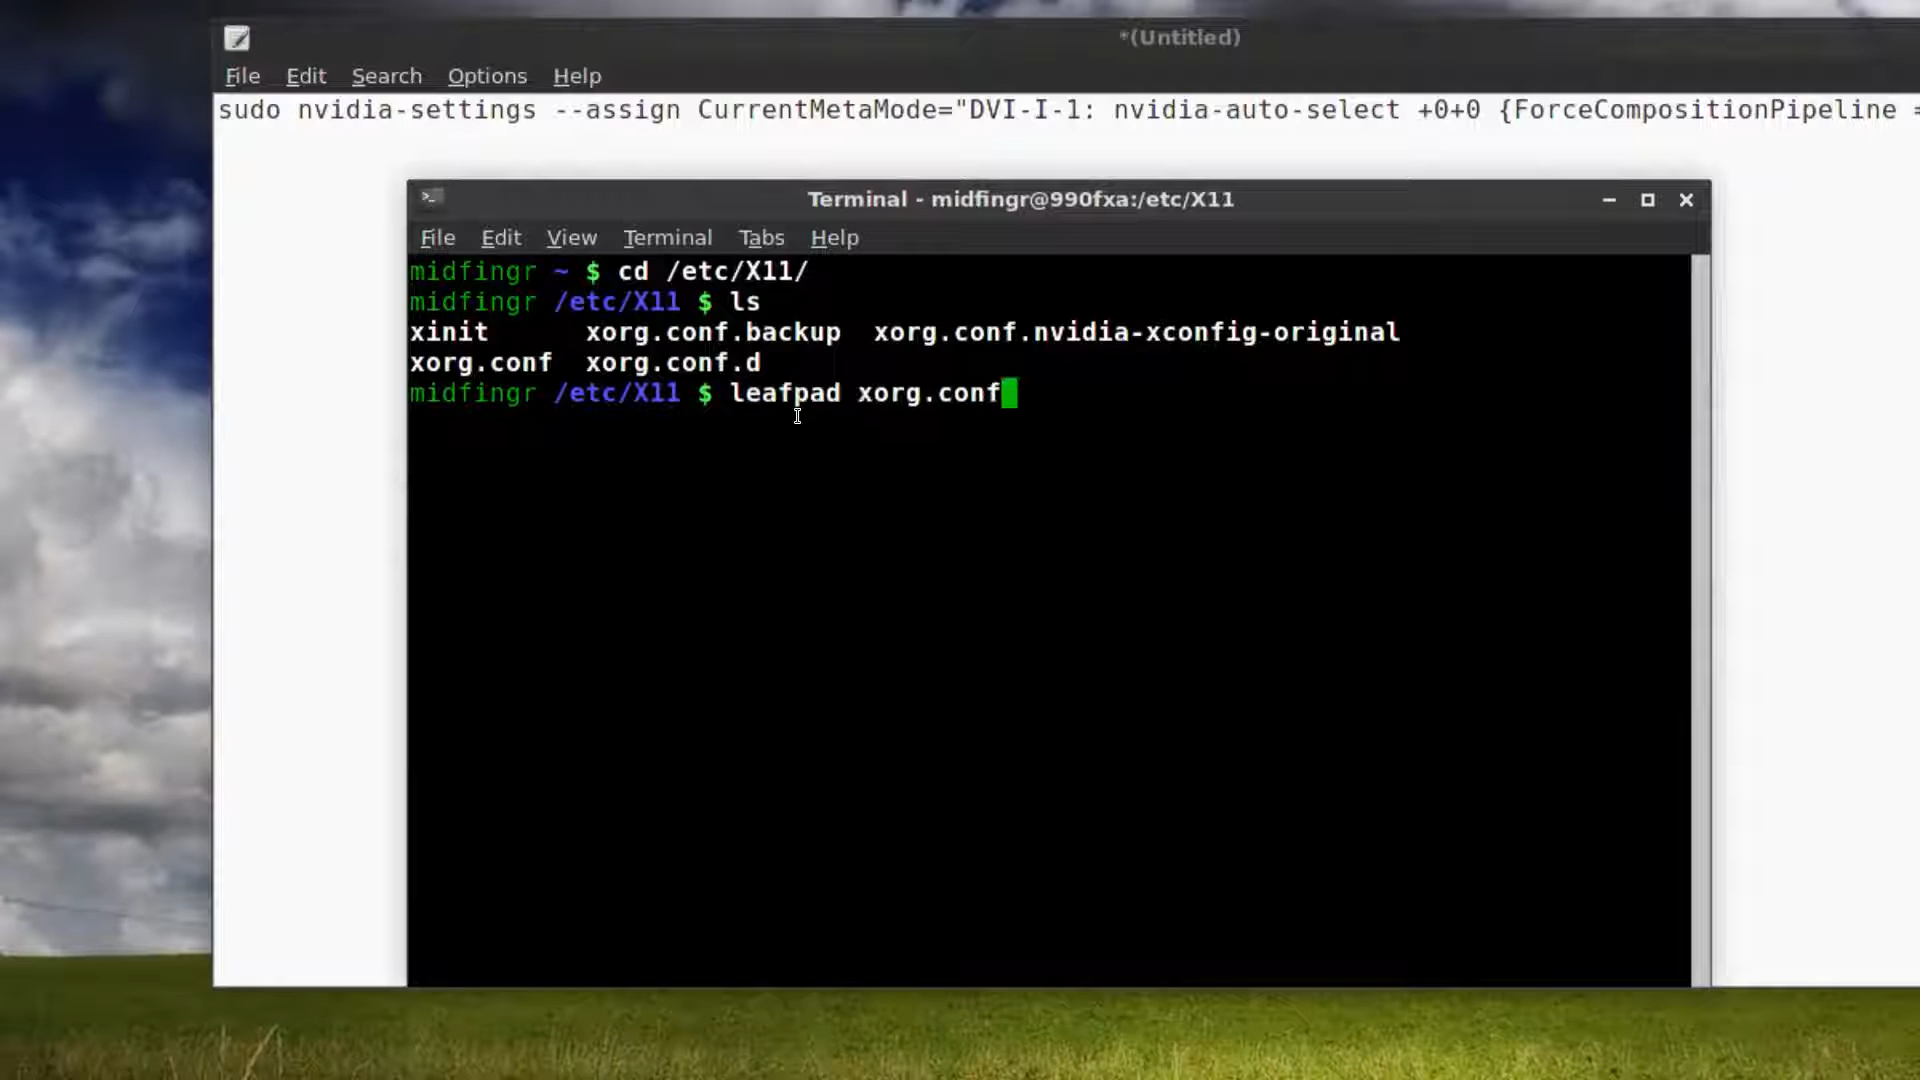 *(Untitled)
File Edit Search Options Help
sudo nvidia-settings --assign CurrentMetaMode="DVI-I-1: nvidia-auto-select +0+0 {ForceCompositionPipeline =
Terminal - midfingr@990fxa:/etc/X11
File Edit View Terminal Tabs Help
midfingr ~ $ cd /etc/X11/
midfingr /etc/X11 $ ls
xinit xorg.conf.backup xorg.conf.nvidia-xconfig-original
xorg.conf xorg.conf.d
midfingr /etc/X11 $ leafpad xorg.conf